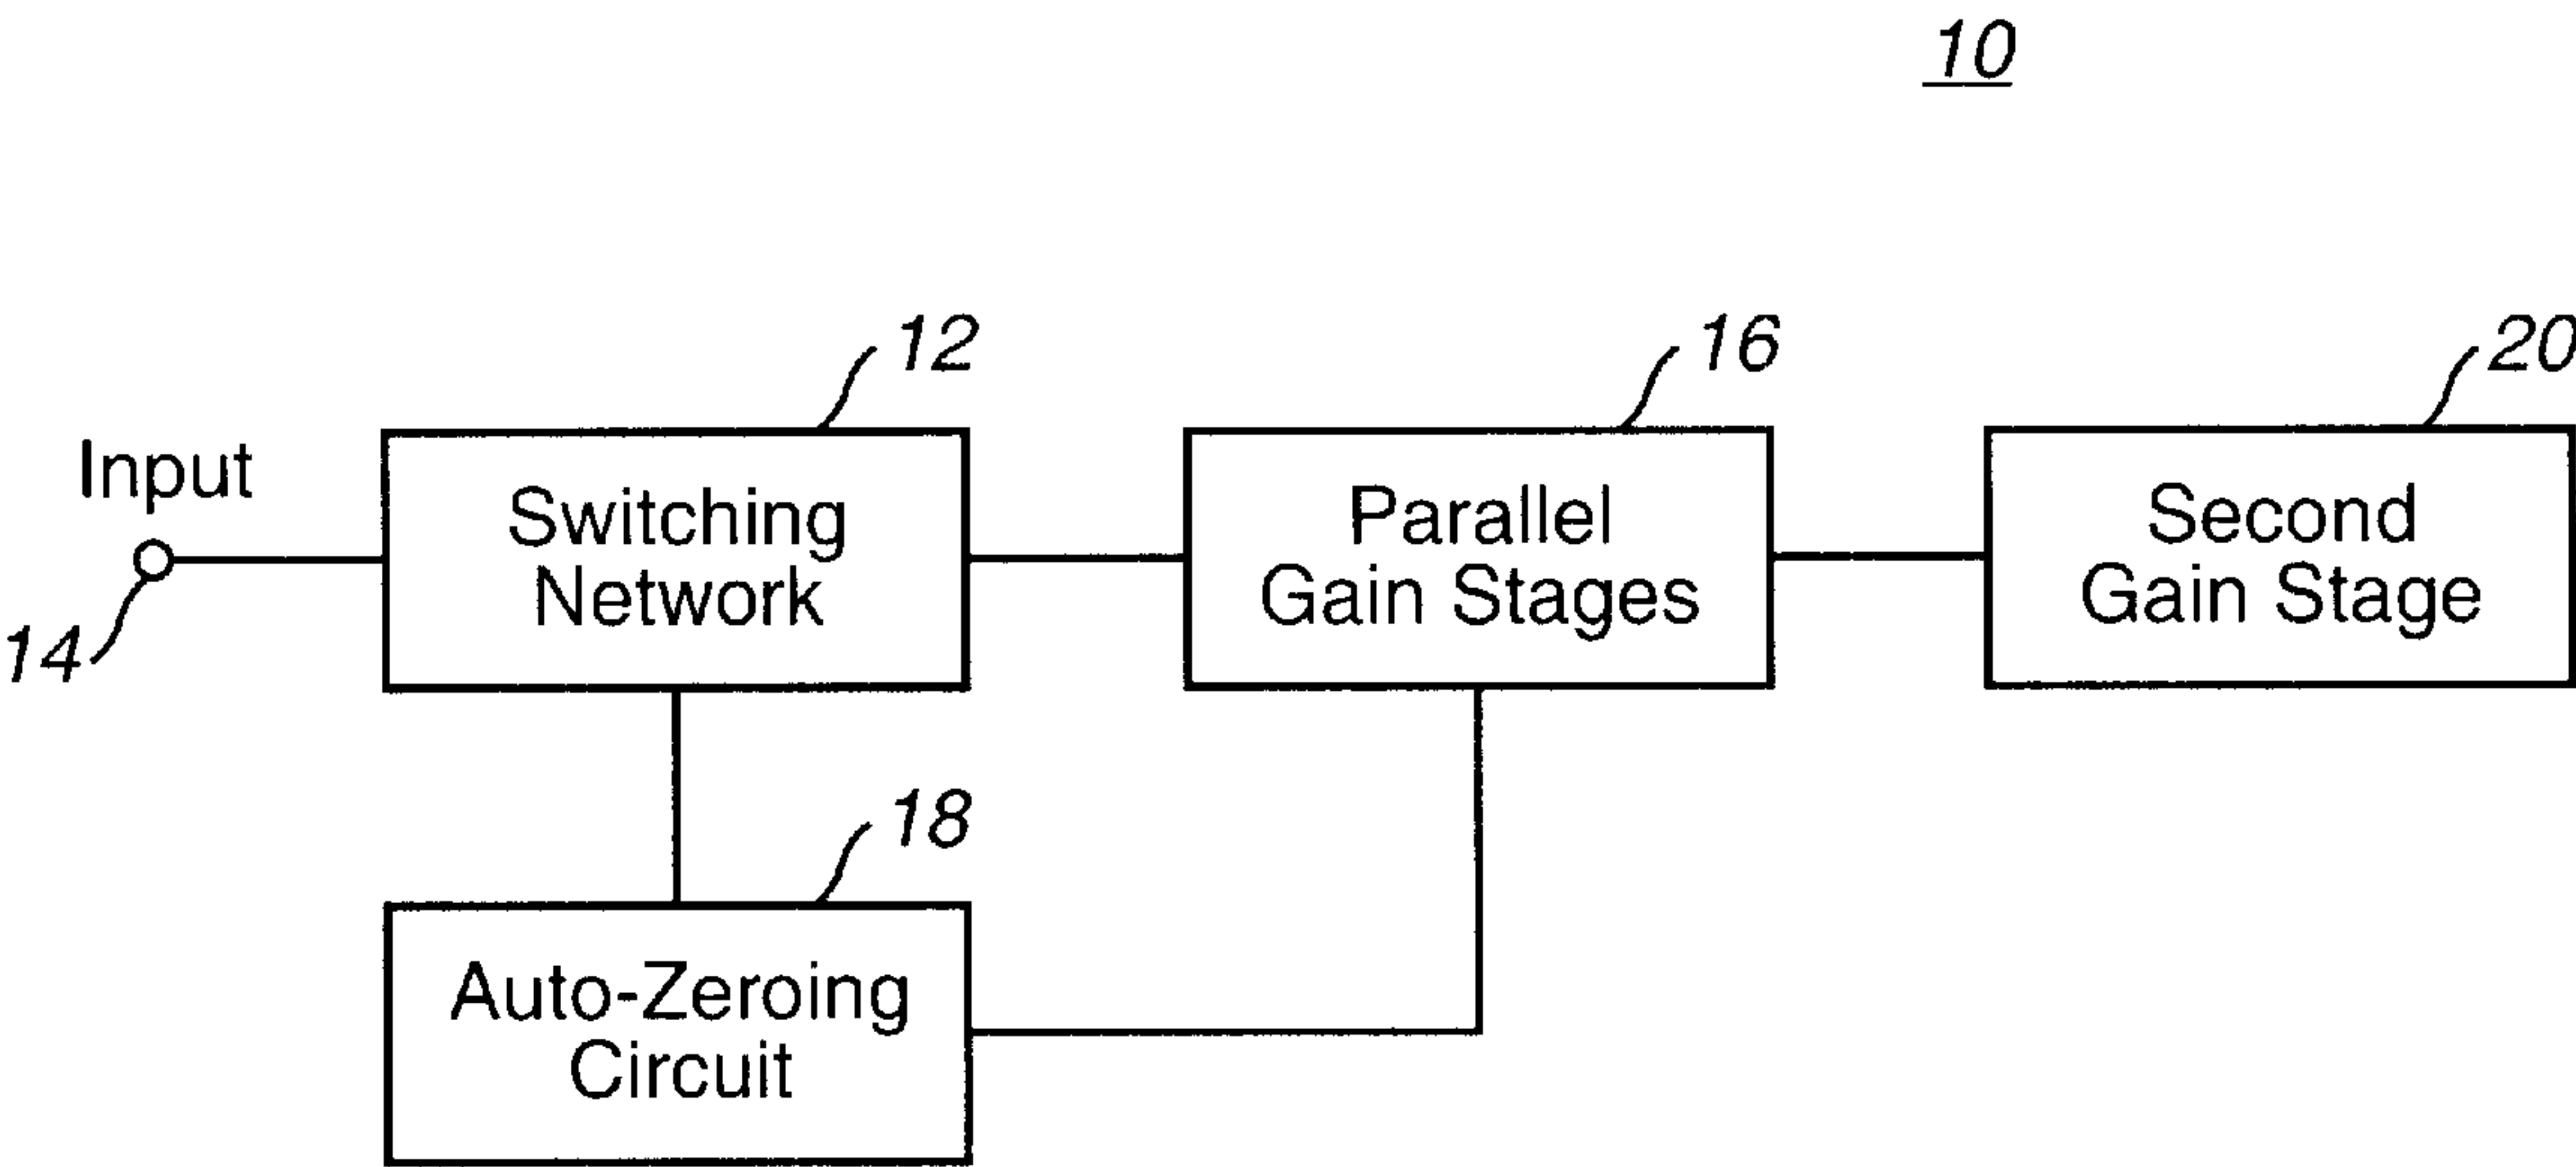 10
12
16
20
Input
14
Switching
Network
Parallel
Gain Stages
Second
Gain Stage
18
Auto-Zeroing
Circuit